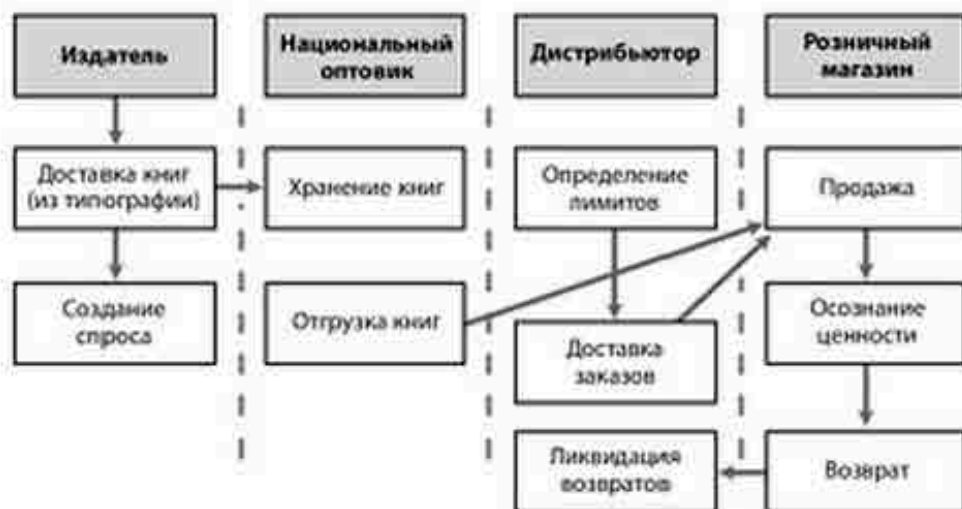 Издатель
Национальный
оптовик
Дистрибьютор
Розничный
магазин
Доставка книг
(из типографии)
Хранение книг
Определение
лимитов
Продажа
Создание
спроса
Отгрузка книг
Доставка
заказов
Осознание
ценности
Ликвидация
возвратов
Возврат